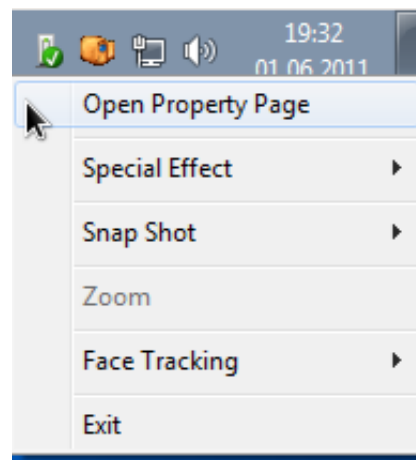 19:32
01.06.2011
Open Property Page
Special Effect
Snap Shot
Zoom
Face Tracking
Exit